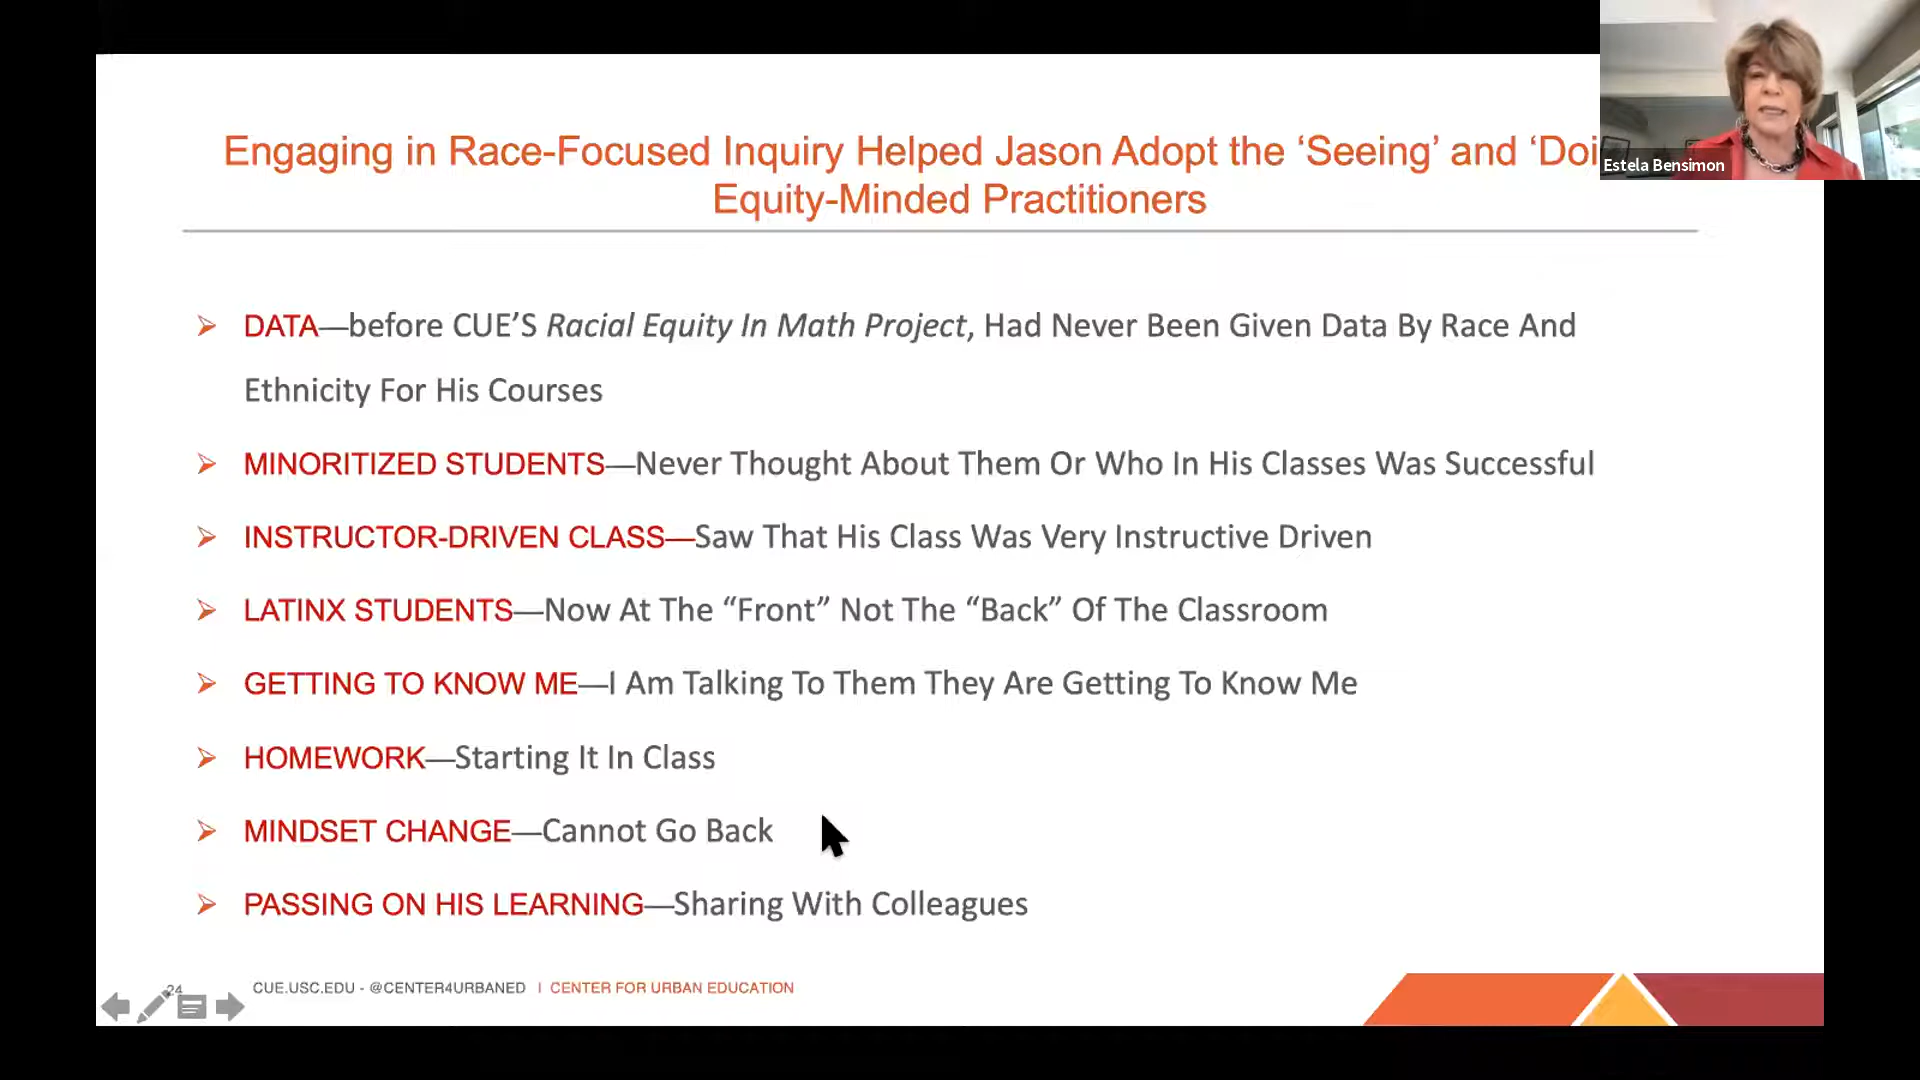 Engaging in Race-Focused Inquiry Helped Jason Adopt the ‘Seeing’ and ‘Doi
Equity-Minded Practitioners
Estela Bensimon
DATA—before CUE’S Racial Equity In Math Project, Had Never Been Given Data By Race And
Ethnicity For His Courses
MINORITIZED STUDENTS—Never Thought About Them Or Who In His Classes Was Successful
INSTRUCTOR-DRIVEN CLASS—Saw That His Class Was Very Instructive Driven
LATINX STUDENTS—Now At The “Front” Not The “Back” Of The Classroom
GETTING TO KNOW ME—I Am Talking To Them They Are Getting To Know Me
HOMEWORK—Starting It In Class
MINDSET CHANGE—Cannot Go Back
PASSING ON HIS LEARNING—Sharing With Colleagues
24
CUE.USC.EDU - @CENTER4URBANED | CENTER FOR URBAN EDUCATION